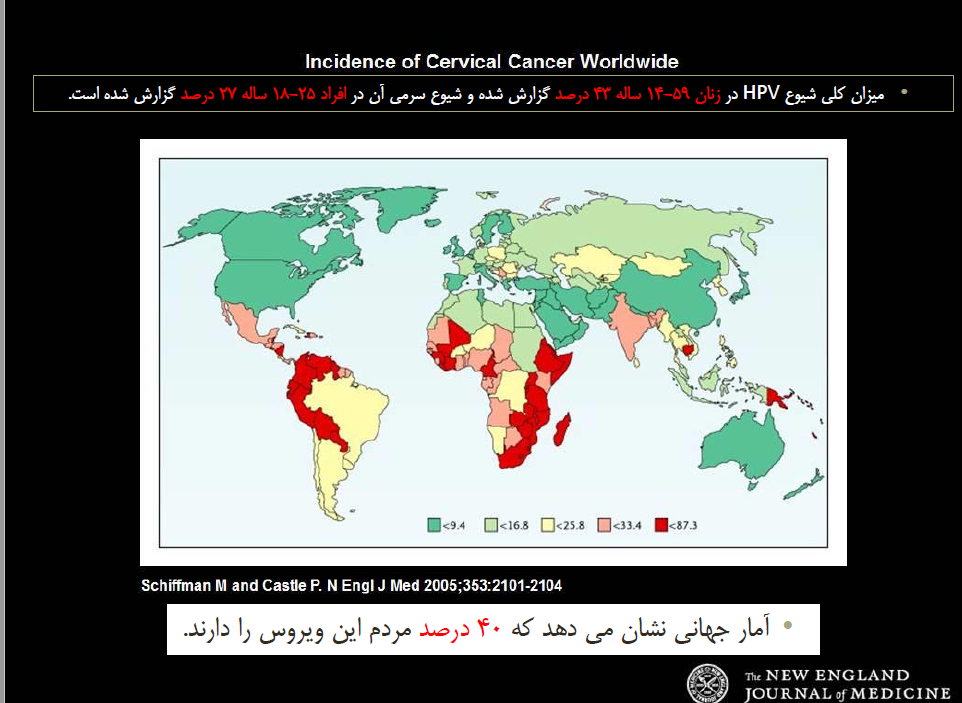 Incidence of Cervical Cancer Worldwide
• میزان کلی شیوع HPV در زنان ۵۹-۱۴ ساله ۴۳ درصد گزارش شده و شیوع سرمی آن در افراد ۲۵-۱۸ ساله ۲۷ درصد گزارش شده است.
<9.4 <16.8 <25.8 <33.4 <87.3
Schiffman M and Castle P. N Engl J Med 2005;353:2101-2104
• آمار جهانی نشان می دهد که ۴۰ درصد مردم این ویروس را دارند.
The NEW ENGLAND
JOURNAL of MEDICINE